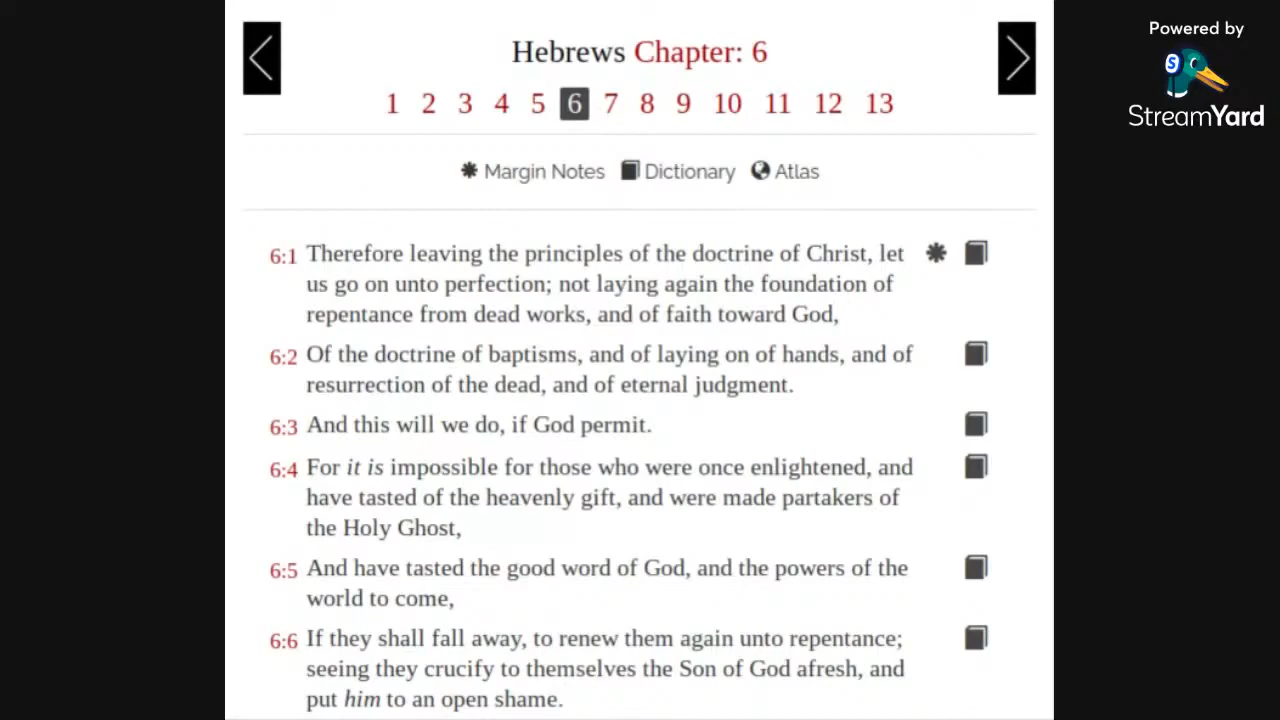 Powered by
StreamYard
Hebrews Chapter: 6
1 2 3 4 5 6 7 8 9 10 11 12 13
Margin Notes Dictionary Atlas
6:1 Therefore leaving the principles of the doctrine of Christ, let
us go on unto perfection; not laying again the foundation of
repentance from dead works, and of faith toward God,
6:2 Of the doctrine of baptisms, and of laying on of hands, and of
resurrection of the dead, and of eternal judgment.
6:3 And this will we do, if God permit.
6:4 For it is impossible for those who were once enlightened, and
have tasted of the heavenly gift, and were made partakers of
the Holy Ghost,
6:5 And have tasted the good word of God, and the powers of the
world to come,
6:6 If they shall fall away, to renew them again unto repentance;
seeing they crucify to themselves the Son of God afresh, and
put him to an open shame.